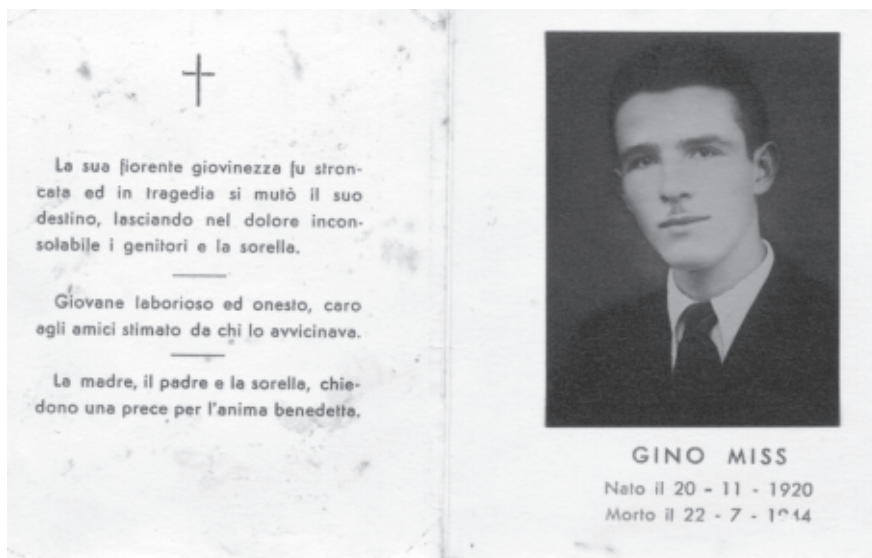 La sua fiorente giovinezza fu stron-
cata ed in tragedia si mutò il suo
destino, lasciando nel dolore incon-
solabile i genitori e la sorella.
Giovane laborioso ed onesto, caro
agli amici stimato da chi lo avvicinava.
La madre, il padre e la sorella, chie-
dono una prece per l'anima benedetta.
GINO MISS
Nato il 20 - 11 - 1920
Morto il 22 - 7 - 1944